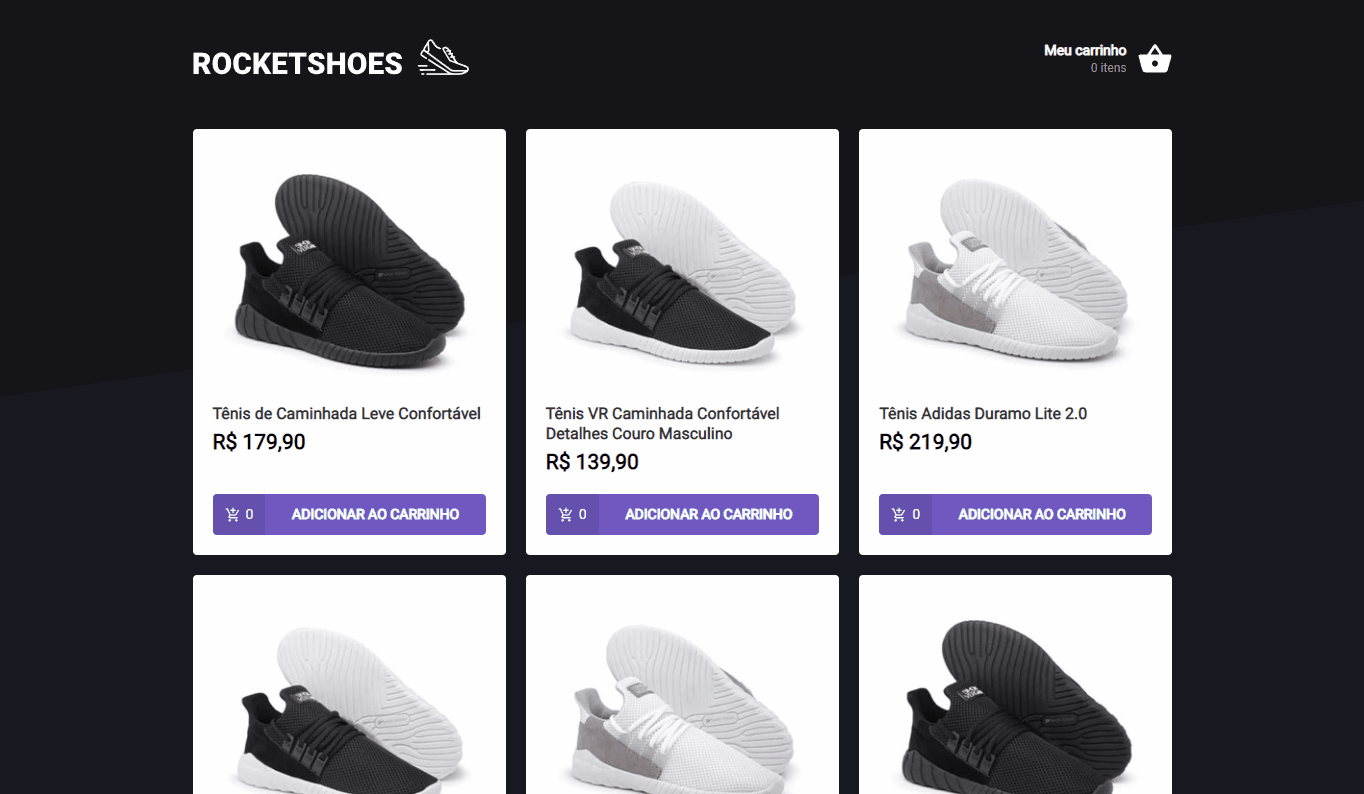 ROCKETSHOES
Meu carrinho
0 itens
Tênis de Caminhada Leve Confortável
R$ 179,90
0 ADICIONAR AO CARRINHO
Tênis VR Caminhada Confortável
Detalhes Couro Masculino
R$ 139,90
0 ADICIONAR AO CARRINHO
Tênis Adidas Duramo Lite 2.0
R$ 219,90
0 ADICIONAR AO CARRINHO